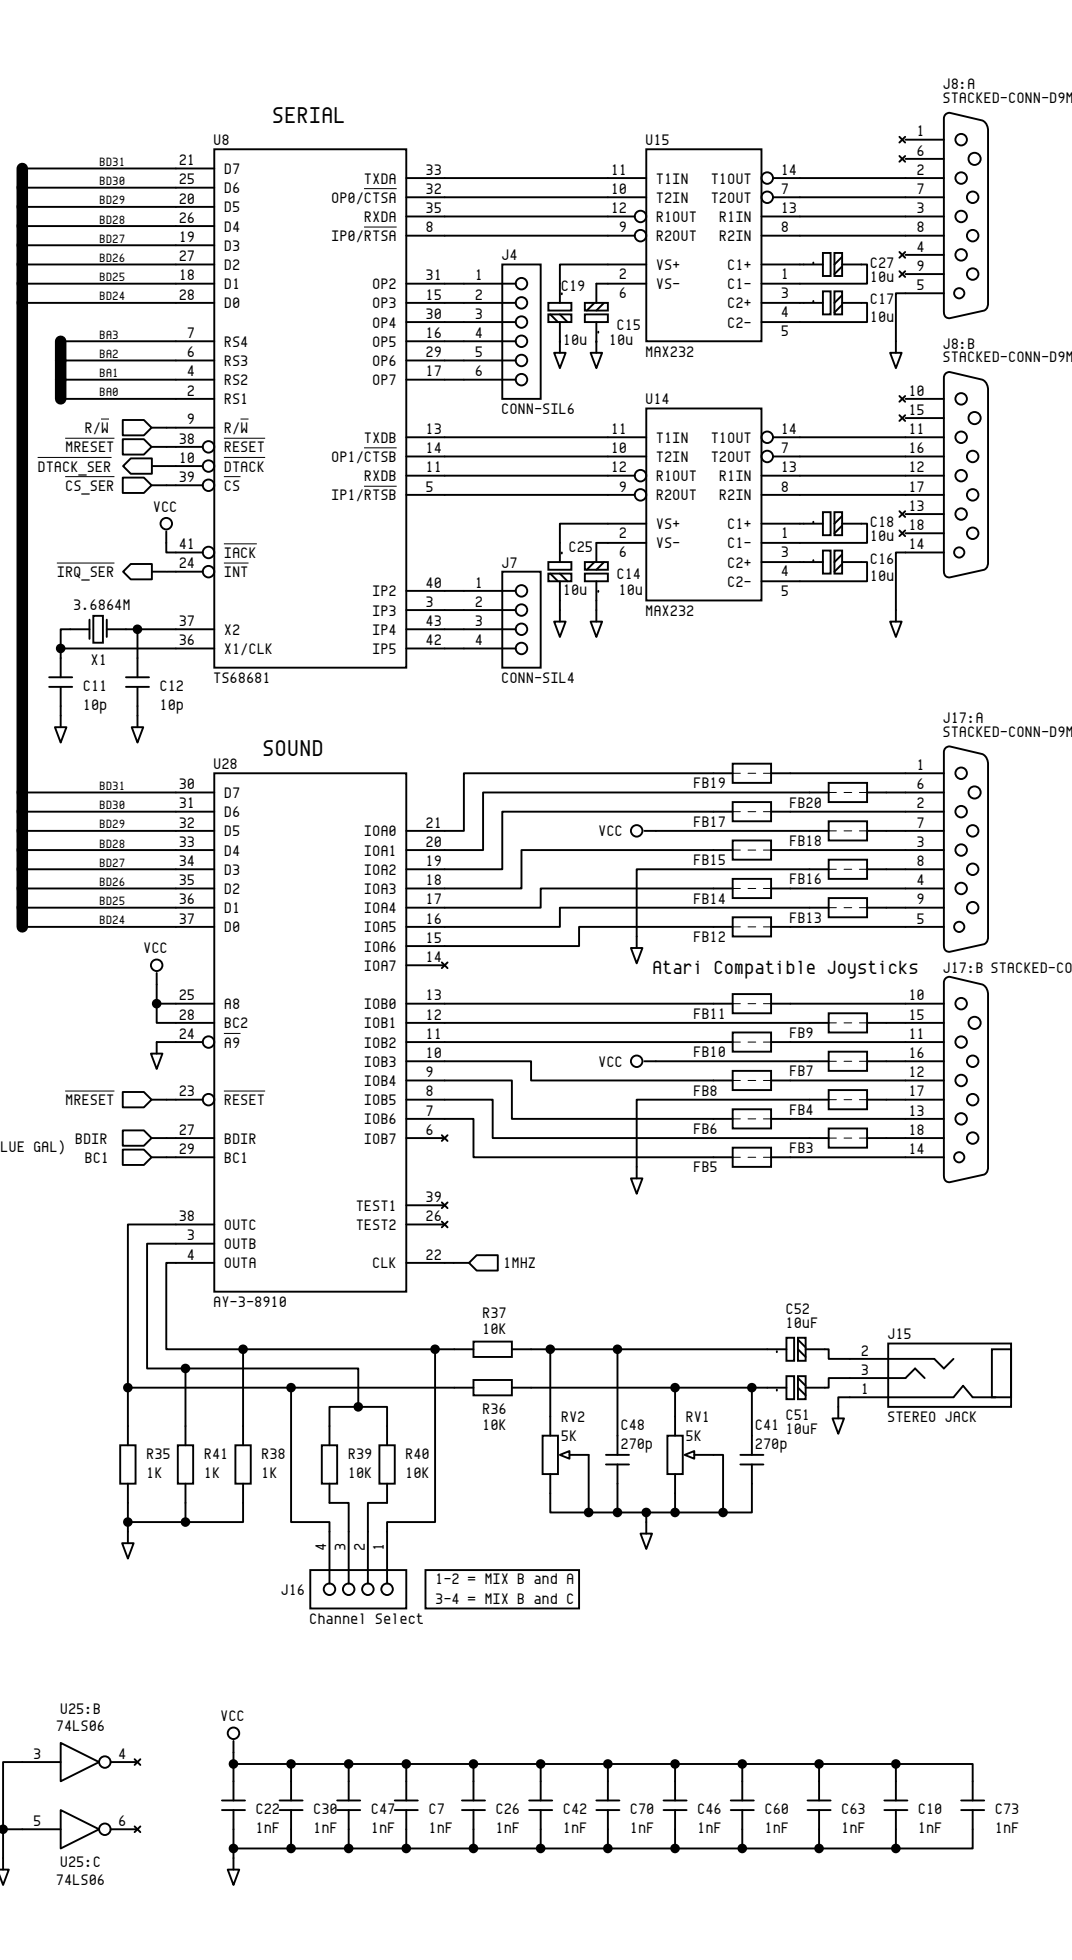 J8:A
STACKED-CONN-D9M
SERIAL
U8
BD31 21 D7
BD30 25 D6
BD29 20 D5
BD28 26 D4
BD27 19 D3
BD26 27 D2
BD25 18 D1
BD24 28 D0
BA3 7 RS4
BA2 6 RS3
BA1 4 RS2
BA0 2 RS1
R/W 9 R/W
MRESET 38 RESET
DTACK_SER 10 DTACK
CS_SER 39 CS
VCC
41 IACK
IRQ_SER 24 INT
3.6864M
37 X2
36 X1/CLK
X1
C11
10p
C12
10p
TS68681
TXDA 33
OP0/CTSA 32
RXDA 35
IP0/RTSA 8
OP2 31 1
OP3 15 2
OP4 30 3
OP5 16 4
OP6 29 5
OP7 17 6
J4
CONN-SIL6
TXDB 13
OP1/CTSB 14
RXDB 11
IP1/RTSB 5
IP2 40 1
IP3 3 2
IP4 43 3
IP5 42 4
J7
CONN-SIL4
U15
11 T1IN T1OUT 14
10 T2IN T2OUT 7
12 R1OUT R1IN 13
9 R2OUT R2IN 8
VS+ C1+
2 VS- C1- 1
6 C2+ 3
C2- 4
5
MAX232
C19
10u
C15
10u
C27
10u
C17
10u
1
6
2
7
3
8
4
9
5
J8:B
STACKED-CONN-D9M
U14
11 T1IN T1OUT 14
10 T2IN T2OUT 7
12 R1OUT R1IN 13
9 R2OUT R2IN 8
VS+ C1+
2 VS- C1- 1
6 C2+ 3
C2- 4
5
MAX232
C25
10u
C14
10u
C18
10u
C16
10u
10
15
11
16
12
17
13
18
14
SOUND
U28
BD31 30 D7
BD30 31 D6
BD29 32 D5
BD28 33 D4
BD27 34 D3
BD26 35 D2
BD25 36 D1
BD24 37 D0
VCC
25 A8
28 BC2
24 A9
MRESET 23 RESET
LUE GAL)
BDIR 27 BDIR
BC1 29 BC1
38 OUTC
3 OUTB
4 OUTA
AY-3-8910
IOA0 21
IOA1 20
IOA2 19
IOA3 18
IOA4 17
IOA5 16
IOA6 15
IOA7 14
IOB0 13
IOB1 12
IOB2 11
IOB3 10
IOB4 9
IOB5 8
IOB6 7
IOB7 6
TEST1 39
TEST2 26
CLK 22 1MHZ
J17:A
STACKED-CONN-D9M
FB19 1
FB20 6
FB17 2
VCC
FB18 7
FB15 3
FB16 8
FB14 4
FB13 9
FB12 5
Atari Compatible Joysticks
J17:B STACKED-CO
FB11 10
FB9 15
FB10 11
VCC
FB7 16
FB8 12
FB4 17
FB6 13
FB3 18
FB5 14
R37
10K
R36
10K
C52
10uF
C51
10uF
J15
2
3
1
STEREO JACK
RV2
5K
C48
270p
RV1
5K
C41
270p
R35
1K
R41
1K
R38
1K
R39
10K
R40
10K
4 3 2 1
J16
Channel Select
1-2 = MIX B and A
3-4 = MIX B and C
U25:B
74LS06
3 4
5 6
U25:C
74LS06
VCC
C22 C30 C47 C7 C26 C42 C70 C46 C60 C63 C10 C73
1nF 1nF 1nF 1nF 1nF 1nF 1nF 1nF 1nF 1nF 1nF 1nF